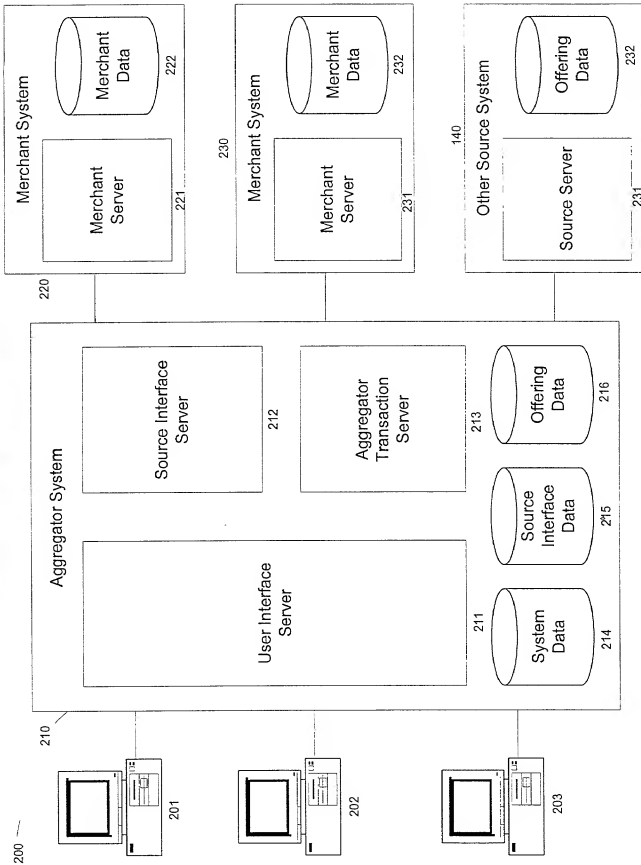 200
201
202
203
210
Aggregator System
User Interface
Server
211
Source Interface
Server
212
Aggregator
Transaction
Server
213
System
Data
214
Source
Interface
Data
215
Offering
Data
216
220
Merchant System
Merchant
Server
221
Merchant
Data
222
230
Merchant System
Merchant
Server
231
Merchant
Data
232
140
Other Source System
Source Server
231
Offering
Data
232